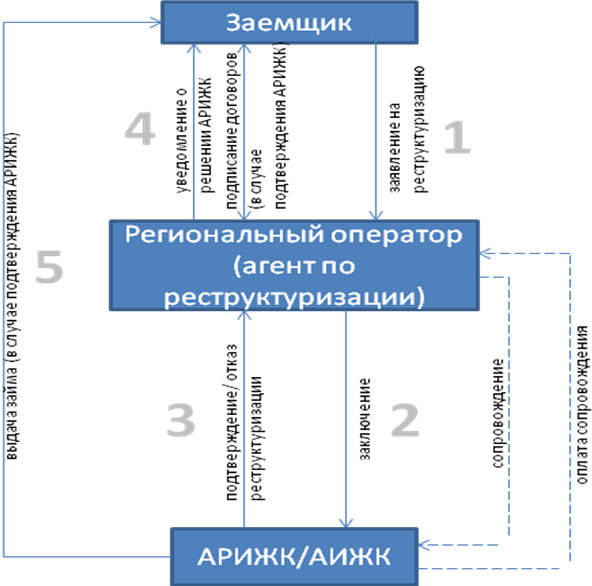 Заемщик
4
уведомление о
решении АРИЖК
подписание договоров
(в случае
подтверждения АРИЖК)
заявление на
реструктуризацию
1
Региональный оператор
(агент по
реструктуризации)
5
выдача займа (в случае подтверждения АРИЖК)
3
подтверждение/ отказ
реструктуризации
заключение
2
сопровождение
оплата сопровождения
АРИЖК/АИЖК